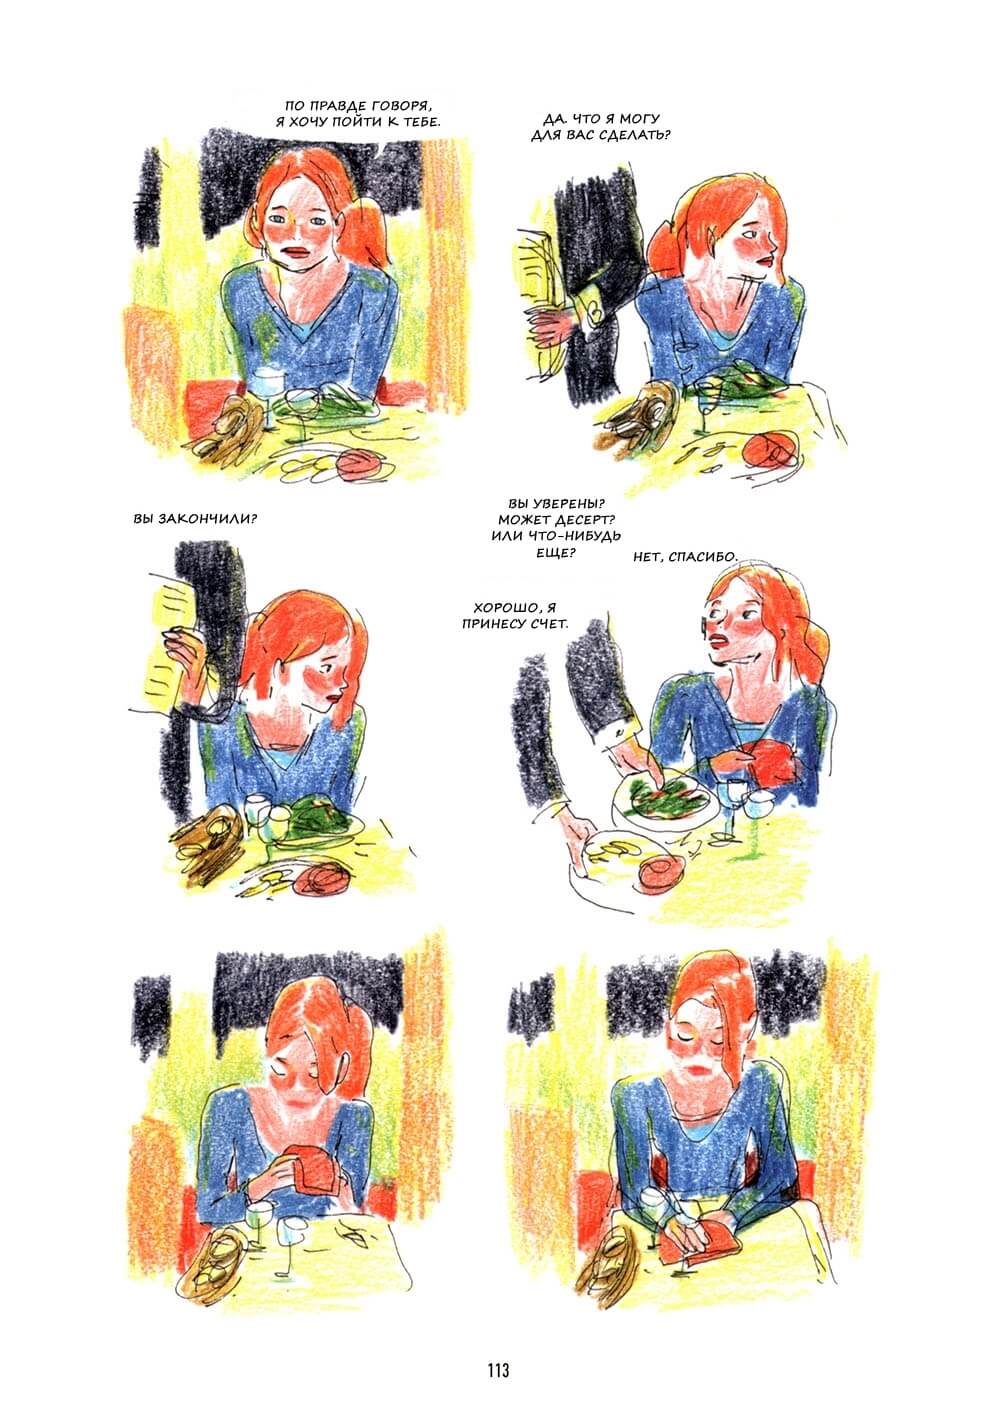 ПО ПРАВДЕ ГОВОРЯ,
Я ХОЧУ ПОЙТИ К ТЕБЕ.
ДА. ЧТО Я МОГУ
ДЛЯ ВАС СДЕЛАТЬ?
ВЫ ЗАКОНЧИЛИ?
ВЫ УВЕРЕНЫ?
МОЖЕТ ДЕСЕРТ?
ИЛИ ЧТО-НИБУДЬ
ЕЩЕ?
НЕТ, СПАСИБО.
ХОРОШО, Я
ПРИНЕСУ СЧЕТ.
113